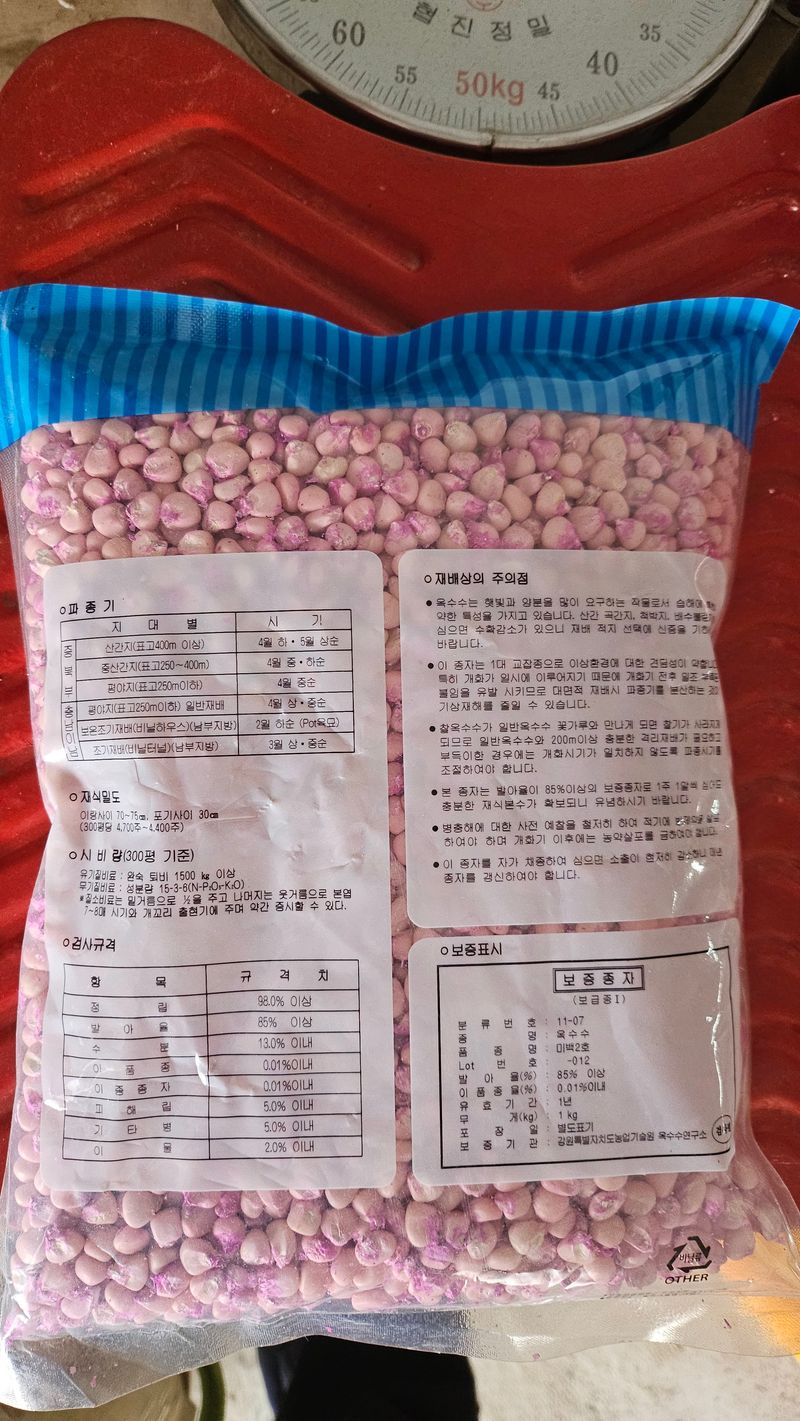 60
55
50kg
45
40
35
형진정밀
○ 파 종 기
지 대 별 시 기
산간지(표고400m 이상) 4월 하·5월 상순
중산간지(표고250~400m) 4월 중·하순
평야지(표고250m이하) 4월 중순
평야지(표고250m이하) 일반재배 4월 상·중순
보온조기재배(비닐하우스)(남부지방) 2월 하순 (Pot육묘)
조기재배(비닐터널)(남부지방) 3월 상·중순
○ 재식밀도
이랑사이 70~75㎝, 포기사이 30㎝
(300평당 4,700주~4,400주)
○ 시 비 량(300평 기준)
유기질비료 : 완숙 퇴비 1500 kg 이상
무기질비료 : 성분량 15-3-6(N-P₂O₅-K₂O)
※질소비료는 밑거름으로 ½을 주고 나머지는 웃거름으로 본엽
7~8매 시기와 개꼬리 출현기에 주며 약간 증시할 수 있다.
○ 검사규격
항 목 규 격 치
정 립 98.0% 이상
발 아 율 85% 이상
수 분 13.0% 이내
이 품 종 0.01%이내
이 종 종 자 0.01%이내
피 해 립 5.0% 이내
기 타 병 5.0% 이내
이 물 2.0% 이내
○ 재배상의 주의점
● 옥수수는 햇빛과 양분을 많이 요구하는 작물로서 습해에
약한 특성을 가지고 있습니다. 산간 곡간지, 척박지, 배수불량지
심으면 수확감소가 있으니 재배 적지 선택에 신중을 기하
바랍니다.
● 이 종자는 1대 교잡종으로 이상환경에 대한 견딜성이 약합니
특히 개화가 일시에 이루어지기 때문에 개화기 전후 일조
불임을 유발 시키므로 대면적 재배시 파종기를 분산하는 것이
기상재해를 줄일 수 있습니다.
● 찰옥수수가 일반옥수수 꽃가루와 만나게 되면 찰기가 사라지게
되므로 일반옥수수와 200m이상 충분한 격리재배가 필요하고
부득이한 경우에는 개화시기가 일치하지 않도록 파종시기를
조절하여야 합니다.
● 본 종자는 발아율이 85%이상의 보증종자로 1주 1알씩 심어도
충분한 재식본수가 확보되니 유념하시기 바랍니다.
● 병충해에 대한 사전 예찰을 철저히 하여 적기에
하여야 하며 개화기 이후에는 농약살포를 금하여야 합니다.
● 이 종자를 자가 채종하여 심으면 소출이 현저히 감소하니 매년
종자를 갱신하여야 합니다.
○ 보증표시
보 증 종 자
(보급종Ⅰ)
분 류 번 호 : 11-07
종 명 : 옥 수 수
품 종 명 : 미백2호
Lot 번 호 : -012
발 아 율(%) : 85% 이상
이 품 종 율(%) : 0.01%이내
유 효 기 간 : 1년
무 게(kg) : 1 kg
포 장 일 : 별도표기
보 증 기 관 : 강원특별자치도농업기술원 옥수수연구소
비닐류
OTHER